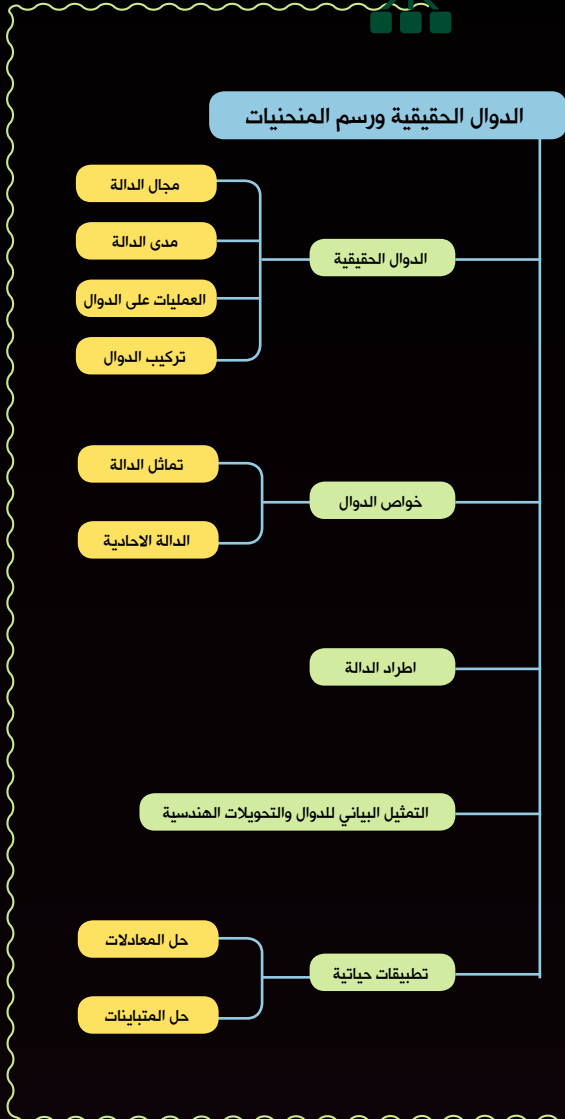 الدوال الحقيقية ورسم المنحنيات
الدوال الحقيقية
مجال الدالة
مدى الدالة
العمليات على الدوال
تركيب الدوال
خواص الدوال
تماثل الدالة
الدالة الاحادية
اطراد الدالة
التمثيل البياني للدوال والتحويلات الهندسية
تطبيقات حياتية
حل المعادلات
حل المتباينات